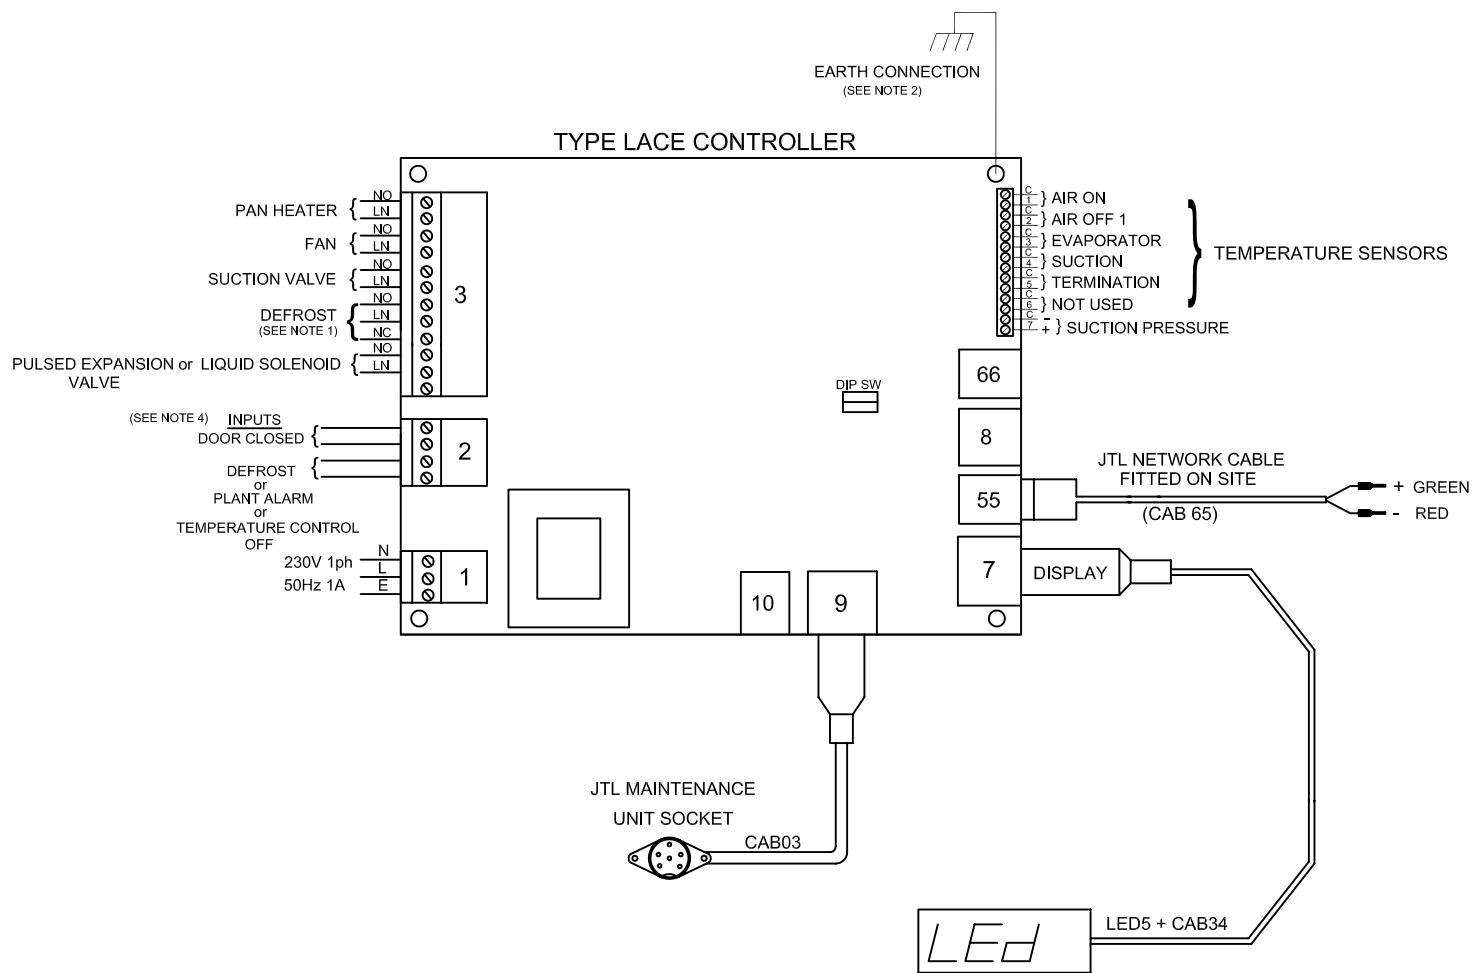 EARTH CONNECTION
(SEE NOTE 2)
TYPE LACE CONTROLLER
PAN HEATER
NO
LN
FAN
NO
LN
SUCTION VALVE
NO
LN
DEFROST
(SEE NOTE 1)
NO
LN
NC
PULSED EXPANSION or LIQUID SOLENOID
VALVE
NO
LN
3
(SEE NOTE 4) INPUTS
DOOR CLOSED
DEFROST
or
PLANT ALARM
or
TEMPERATURE CONTROL
OFF
2
230V 1ph
50Hz 1A
N
L
E
1
C
1
AIR ON
C
2
AIR OFF 1
C
3
EVAPORATOR
C
4
SUCTION
C
5
TERMINATION
C
6
NOT USED
C -
7 +
SUCTION PRESSURE
TEMPERATURE SENSORS
DIP SW
66
8
55
JTL NETWORK CABLE
FITTED ON SITE
(CAB 65)
+ GREEN
- RED
7
DISPLAY
10
9
JTL MAINTENANCE
UNIT SOCKET
CAB03
LED5 + CAB34
LEd